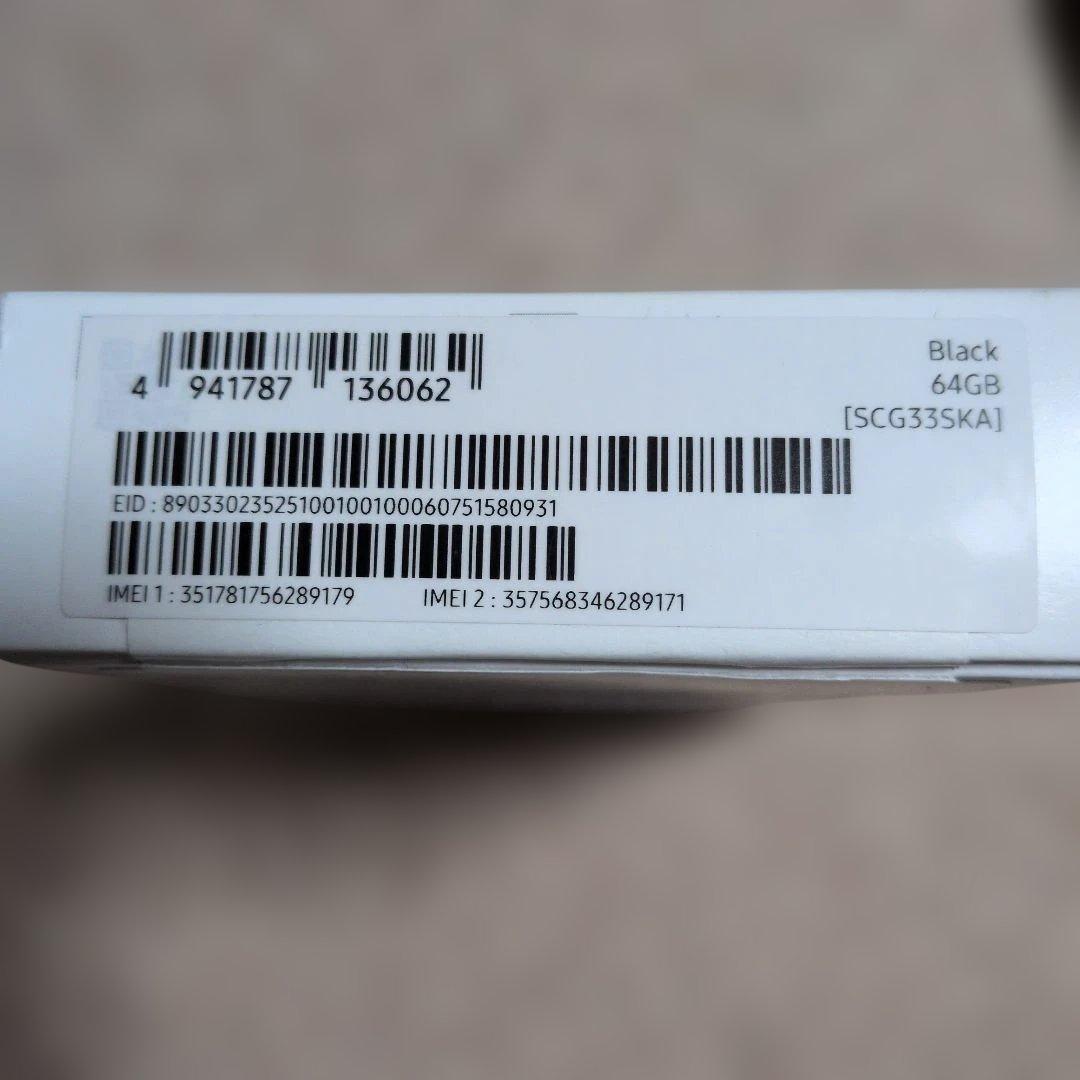 4 941787 136062
Black
64GB
[SCG33SKA]
EID : 89033023525100100100060751580931
IMEI 1 : 351781756289179 IMEI 2 : 357568346289171